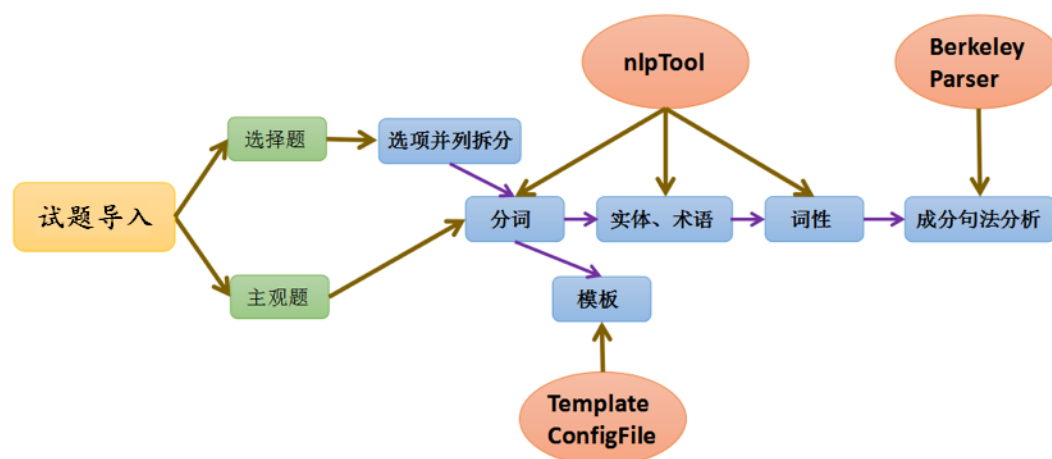 nlpTool
Berkeley
Parser
选择题
选项并列拆分
试题导入
分词
实体、术语
词性
成分句法分析
主观题
模板
Template
ConfigFile